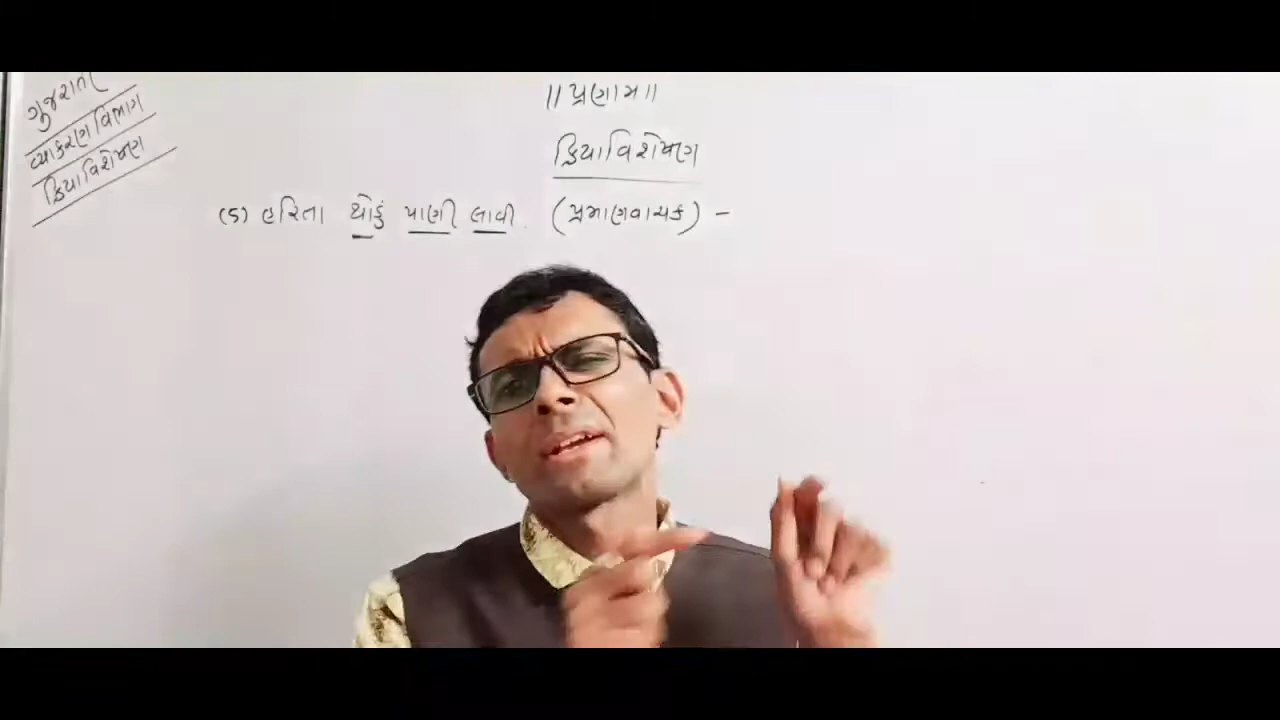 ગુજરાતી
વ્યાકરણ વિભાગ
ક્રિયાવિશેષણ
॥ પ્રણામ ॥
ક્રિયાવિશેષણ
(5) હરિતા થોડું પાણી લાવી. (પ્રમાણવાચક) –